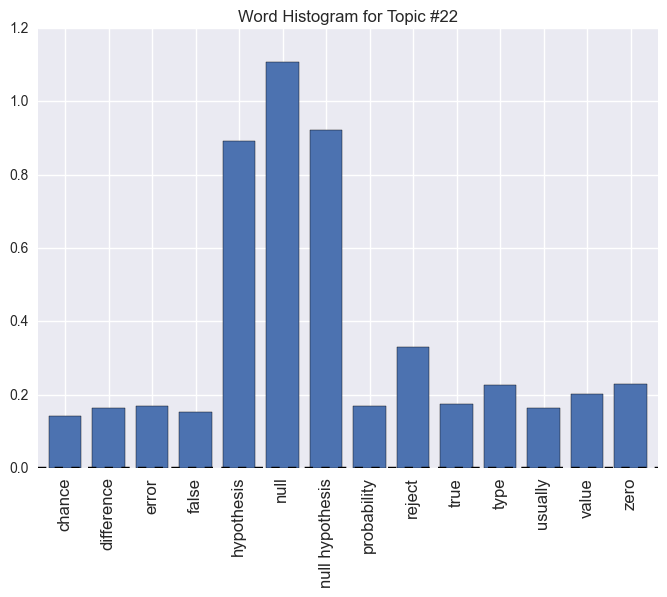 Word Histogram for Topic #22
1.2
1.0
0.8
0.6
0.4
0.2
0.0
chance
difference
error
false
hypothesis
null
null hypothesis
probability
reject
true
type
usually
value
zero